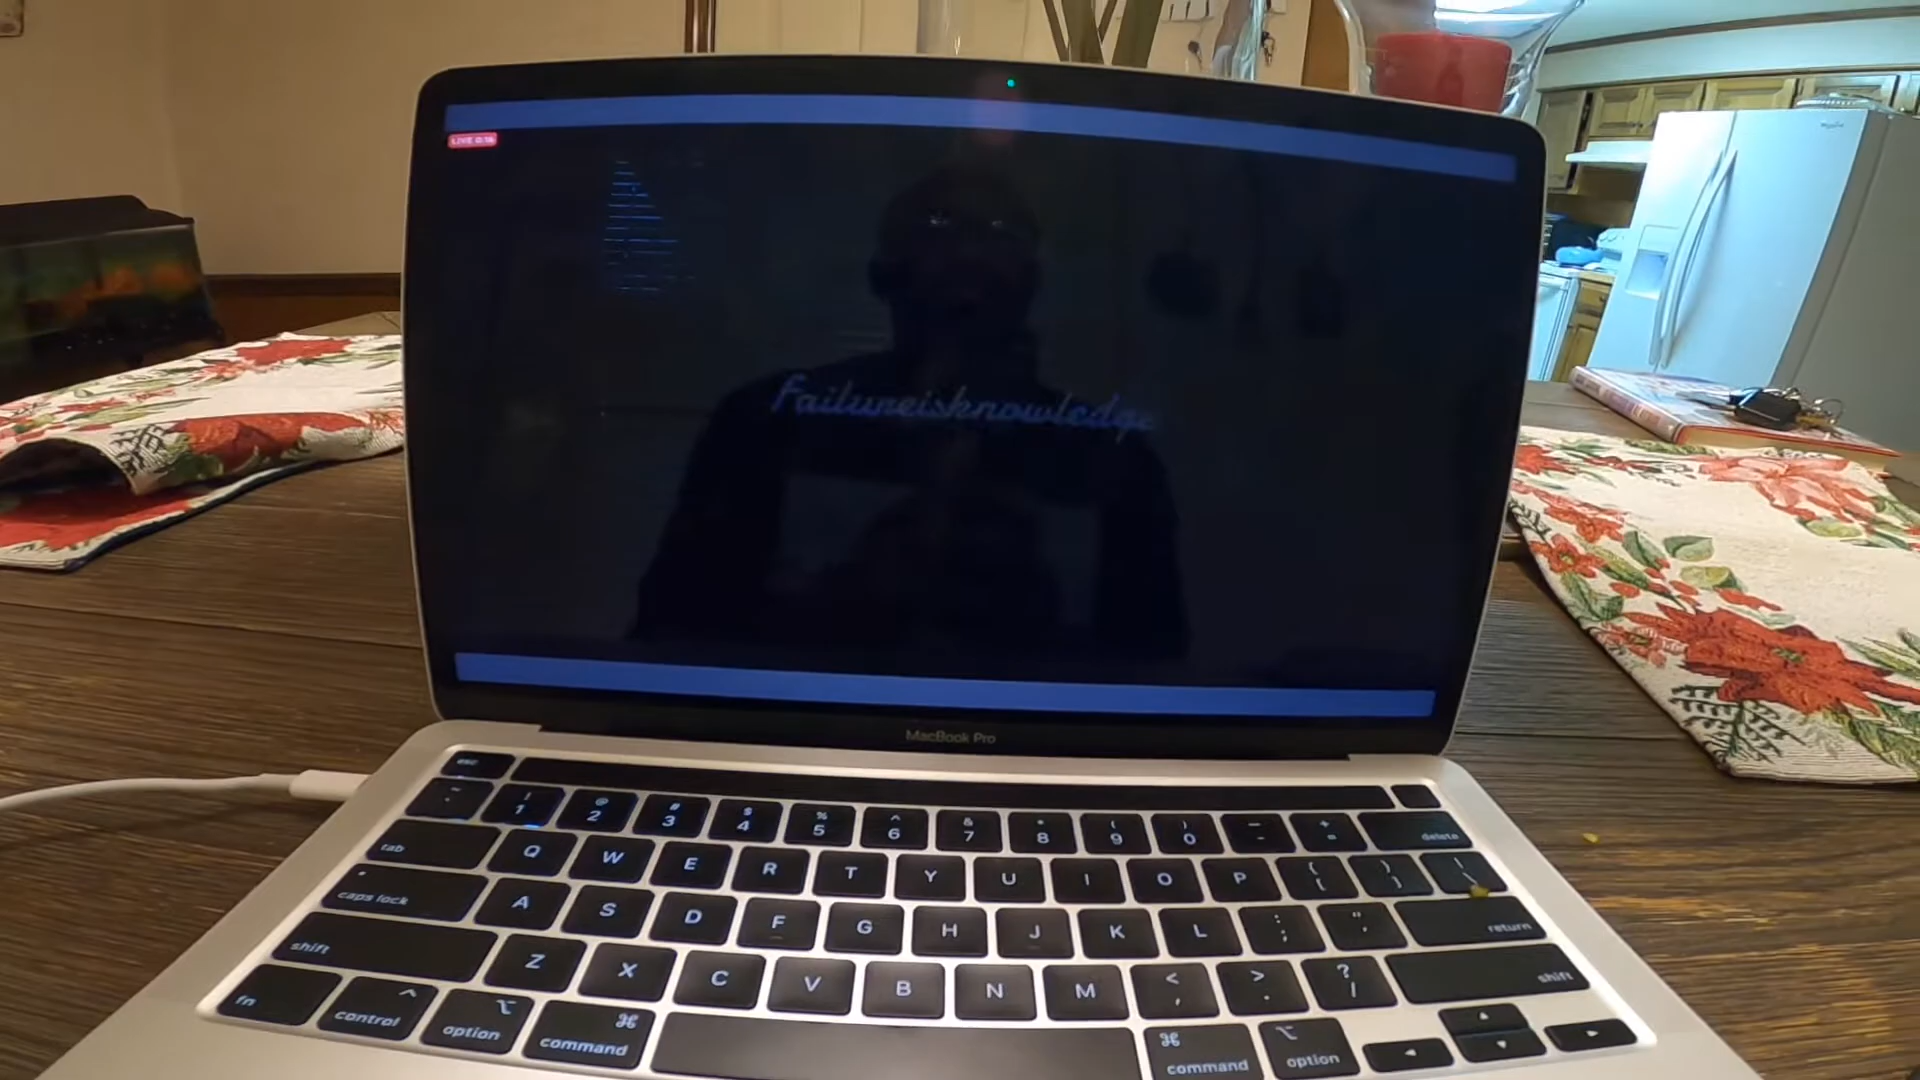 LIVE 0:16
Failureisknowledge
MacBook Pro
esc
~ `
! 1 @ 2 # 3 $ 4 % 5 ^ 6 & 7 * 8 ( 9 ) 0 — - + = delete
tab Q W E R T Y U I O P { [ } ] | \
caps lock A S D F G H J K L : ; " ' return
shift Z X C V B N M < , > . ? / shift
fn control option command command option